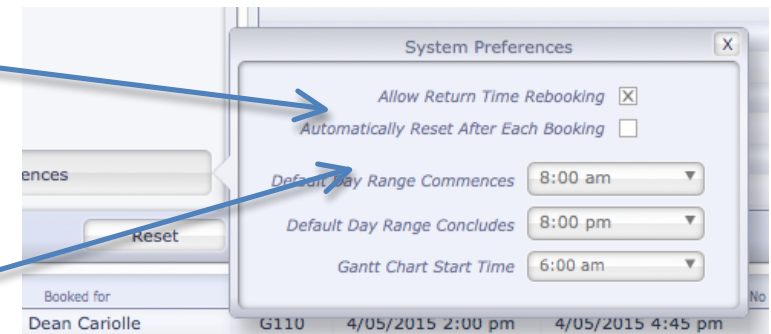 System Preferences X
Allow Return Time Rebooking X
Automatically Reset After Each Booking
ences
Default Day Range Commences 8:00 am
Default Day Range Concludes 8:00 pm
Reset
Gantt Chart Start Time 6:00 am
Booked for
No
Dean Cariolle G110 4/05/2015 2:00 pm 4/05/2015 4:45 pm